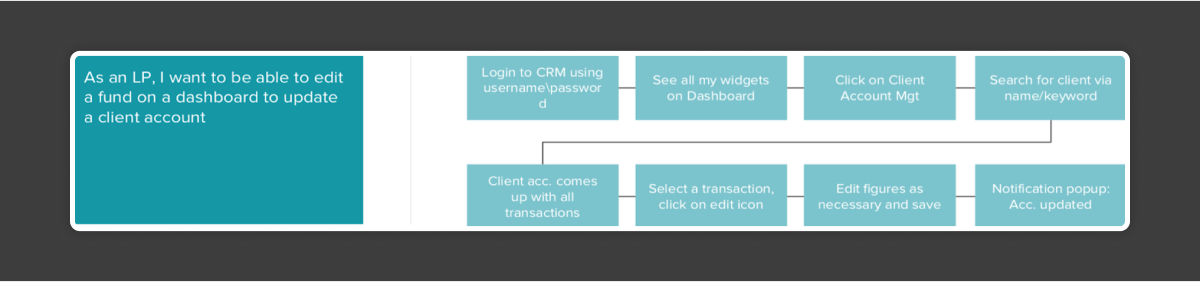 As an LP, I want to be able to edit
a fund on a dashboard to update
a client account
Login to CRM using
username\passwor
d
See all my widgets
on Dashboard
Click on Client
Account Mgt
Search for client via
name/keyword
Client acc. comes
up with all
transactions
Select a transaction,
click on edit icon
Edit figures as
necessary and save
Notification popup:
Acc. updated